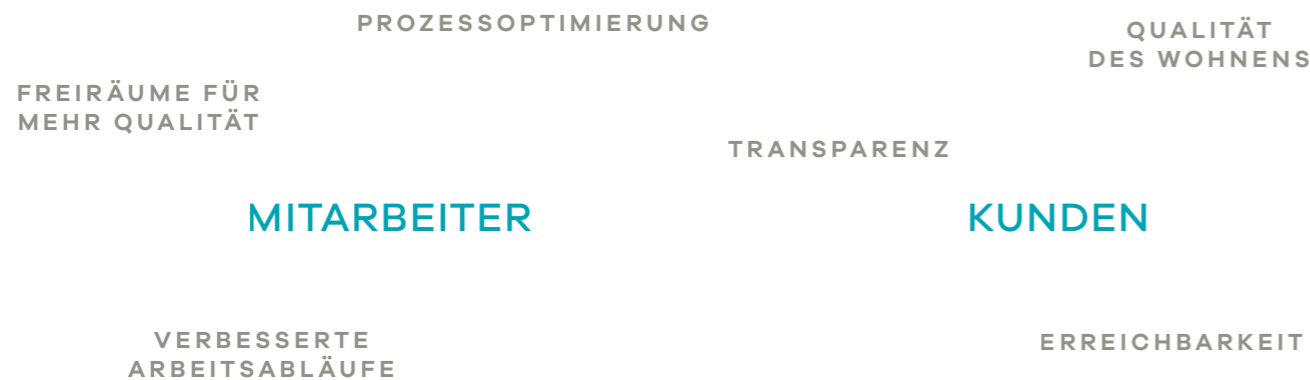 PROZESSOPTIMIERUNG
QUALITÄT
DES WOHNENS
FREIRÄUME FÜR
MEHR QUALITÄT
TRANSPARENZ
MITARBEITER
KUNDEN
VERBESSERTE
ARBEITSABLÄUFE
ERREICHBARKEIT